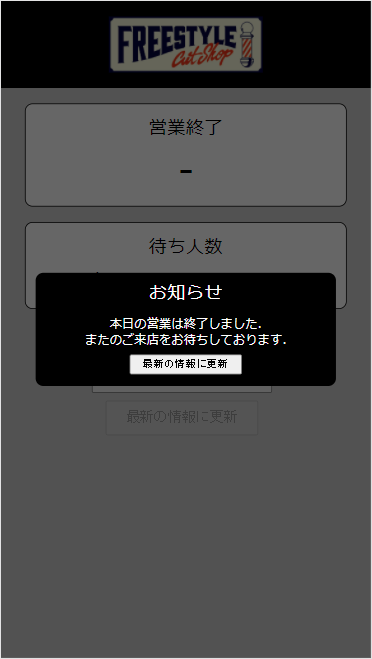 FREESTYLE
Cut Shop
営業終了
-
待ち人数
お知らせ
本日の営業は終了しました.
またのご来店をお待ちしております.
最新の情報に更新
最新の情報に更新